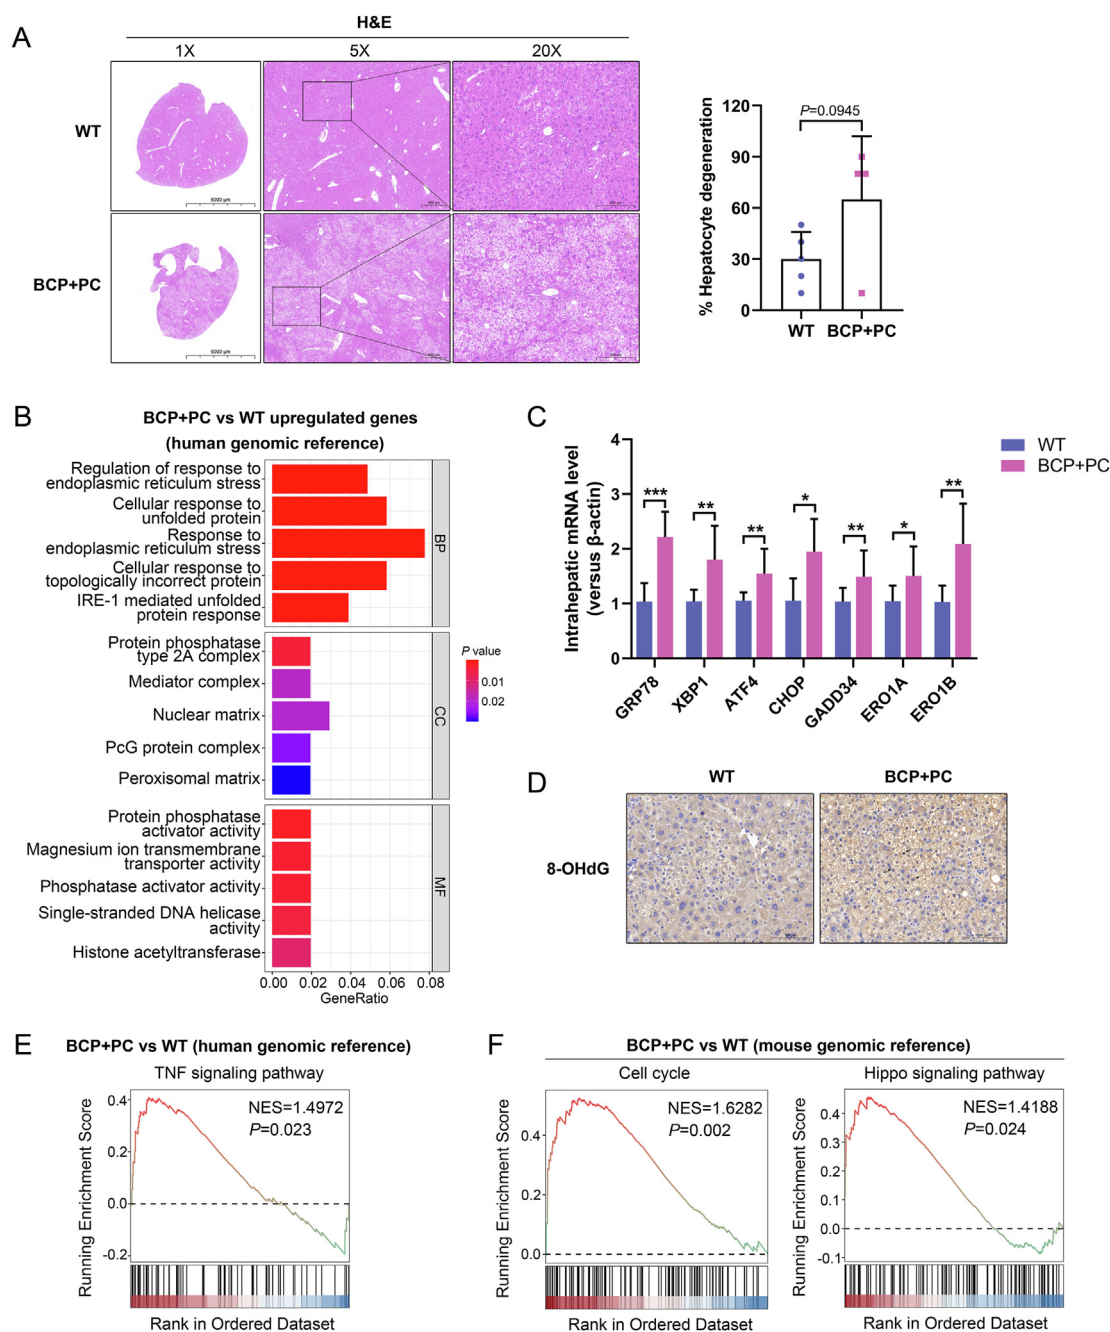 A
H&E
1X
5X
20X
WT
5000 μm
BCP+PC
5000 μm
% Hepatocyte degeneration
120
90
60
30
0
P=0.0945
WT
BCP+PC
B
BCP+PC vs WT upregulated genes
(human genomic reference)
Regulation of response to
endoplasmic reticulum stress
Cellular response to
unfolded protein
Response to
endoplasmic reticulum stress
Cellular response to
topologically incorrect protein
IRE-1 mediated unfolded
protein response
BP
Protein phosphatase
type 2A complex
Mediator complex
Nuclear matrix
PcG protein complex
Peroxisomal matrix
CC
Protein phosphatase
activator activity
Magnesium ion transmembrane
transporter activity
Phosphatase activator activity
Single-stranded DNA helicase
activity
Histone acetyltransferase
MF
0.00 0.02 0.04 0.06 0.08
GeneRatio
P value
0.01
0.02
C
Intrahepatic mRNA level
(versus β-actin)
4
3
2
1
0
***
**
**
*
**
*
**
GRP78
XBP1
ATF4
CHOP
GADD34
ERO1A
ERO1B
WT
BCP+PC
D
WT
BCP+PC
8-OHdG
E
BCP+PC vs WT (human genomic reference)
TNF signaling pathway
Running Enrichment Score
0.4
0.2
0.0
-0.2
NES=1.4972
P=0.023
Rank in Ordered Dataset
F
BCP+PC vs WT (mouse genomic reference)
Cell cycle
Running Enrichment Score
0.4
0.2
0.0
NES=1.6282
P=0.002
Rank in Ordered Dataset
Hippo signaling pathway
Running Enrichment Score
0.4
0.3
0.2
0.1
0.0
-0.1
NES=1.4188
P=0.024
Rank in Ordered Dataset